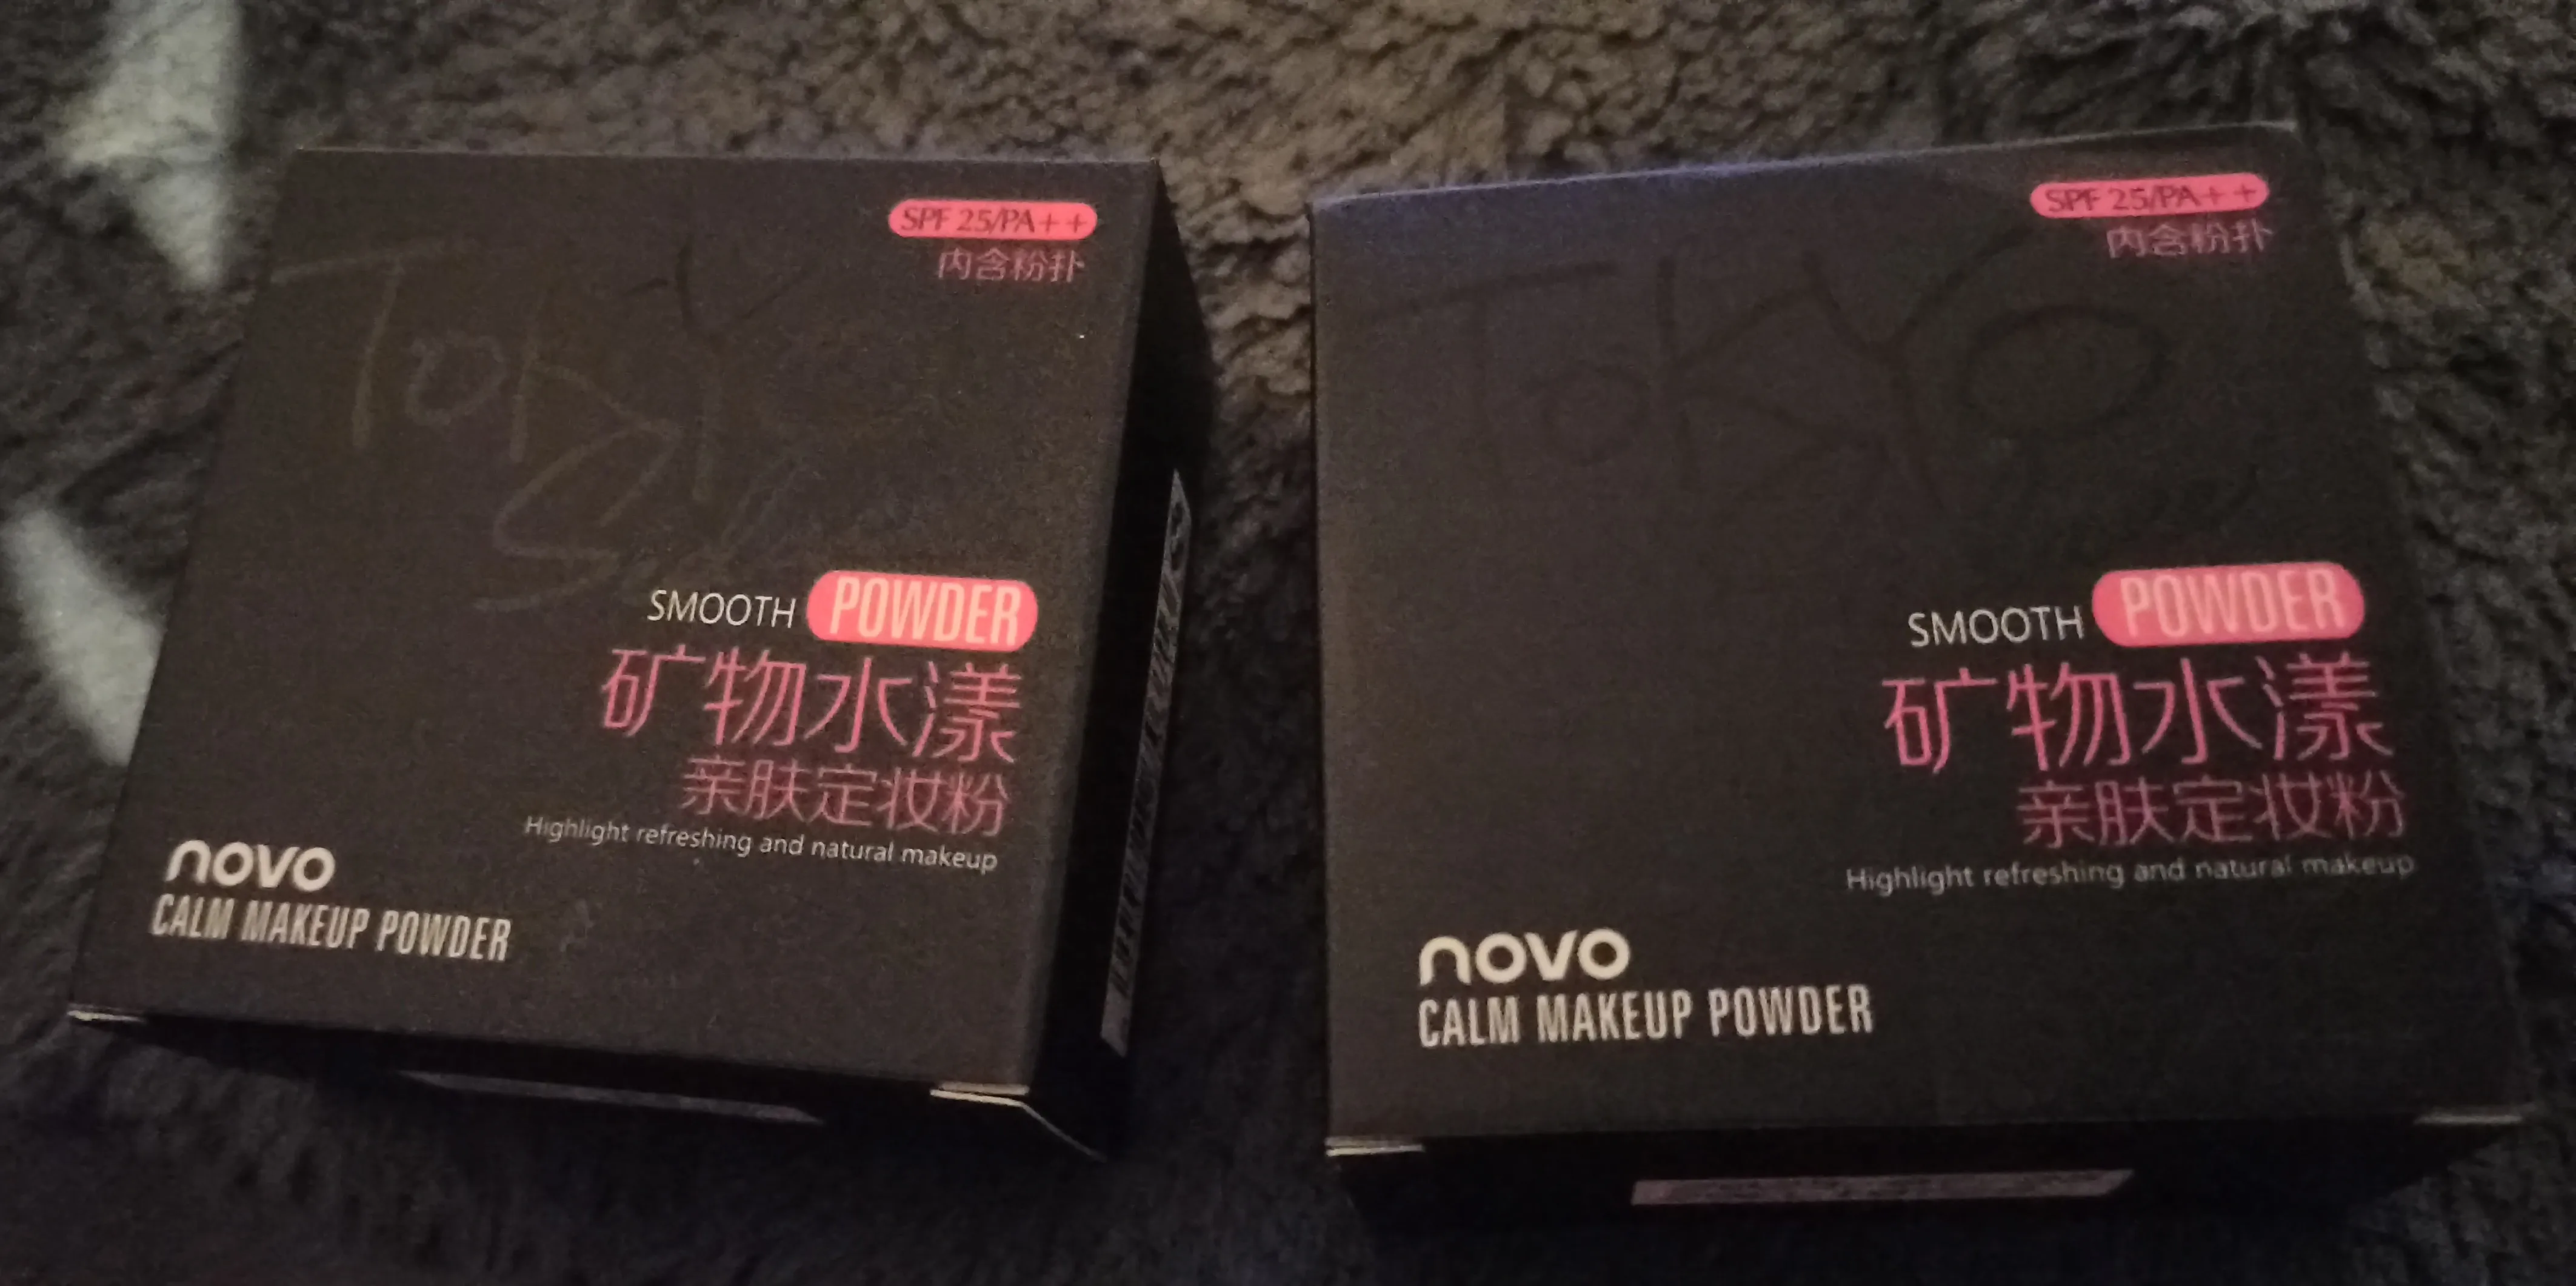 SPF 25/PA++
内含粉扑
Tokyo
SMOOTH POWDER
矿物水漾
亲肤定妆粉
Highlight refreshing and natural makeup
novo
CALM MAKEUP POWDER
SPF 25/PA++
内含粉扑
Tokyo
SMOOTH POWDER
矿物水漾
亲肤定妆粉
Highlight refreshing and natural makeup
novo
CALM MAKEUP POWDER